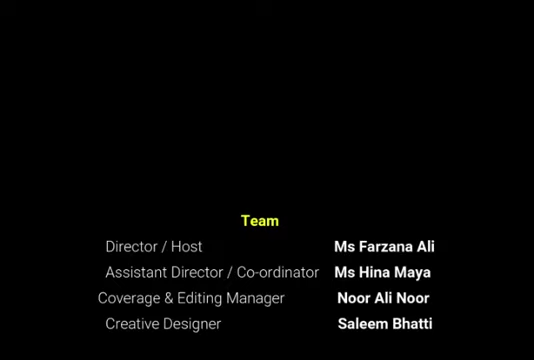 Team
Director / Host Ms Farzana Ali
Assistant Director / Co-ordinator Ms Hina Maya
Coverage & Editing Manager Noor Ali Noor
Creative Designer Saleem Bhatti